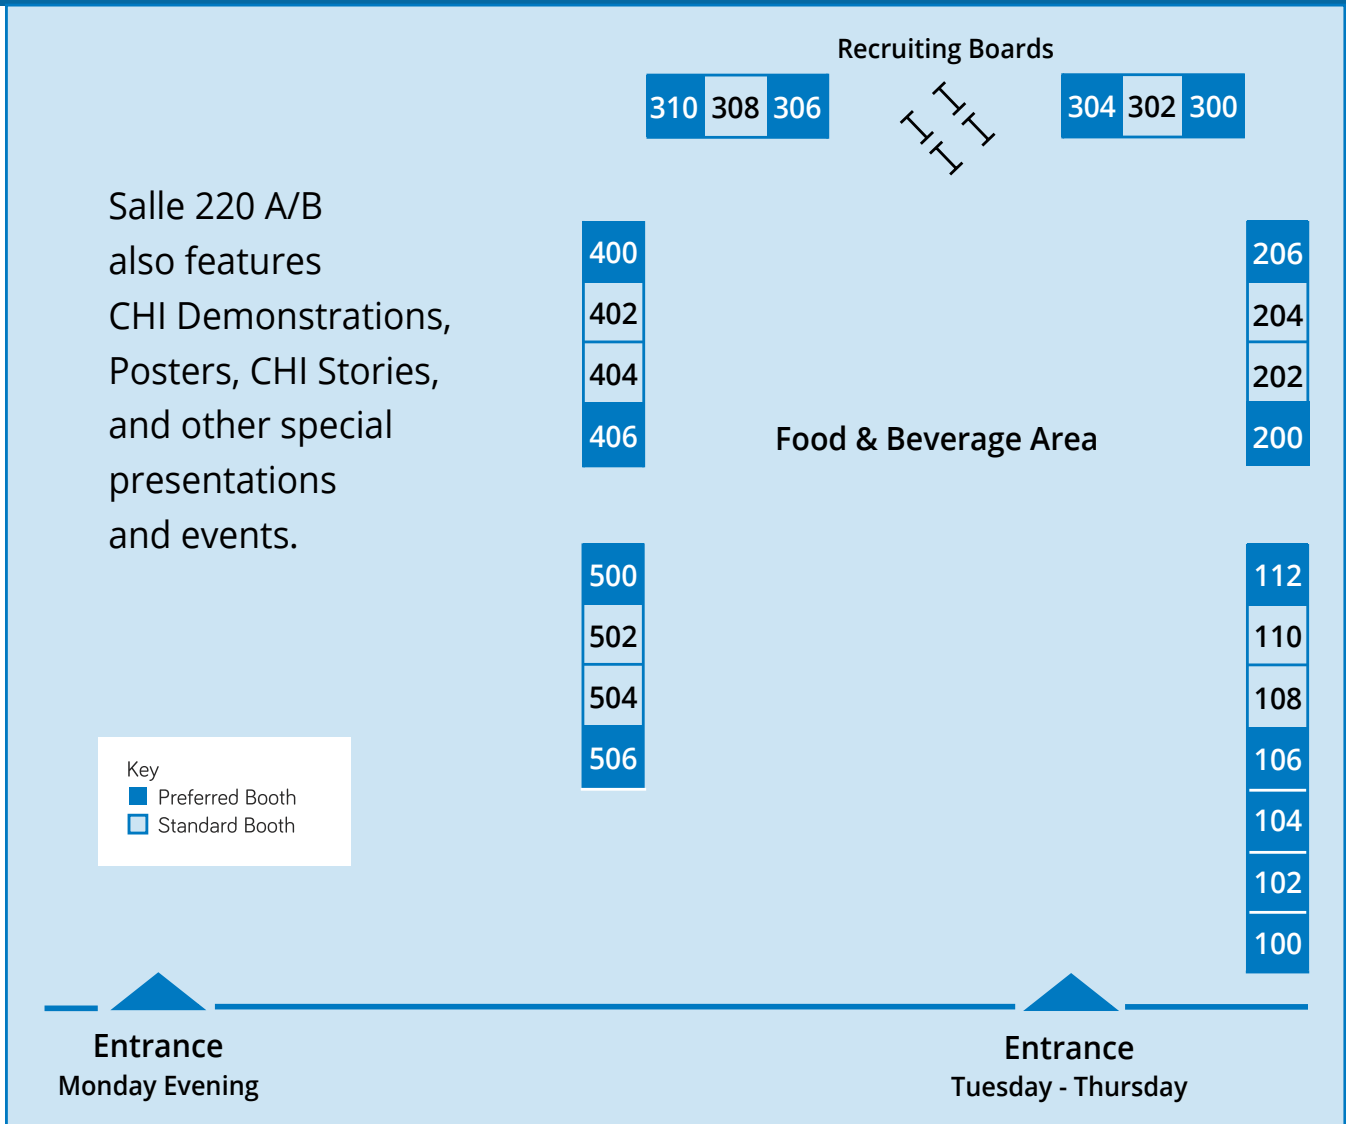 Recruiting Boards
310 308 306
304 302 300
Salle 220 A/B
also features
CHI Demonstrations,
Posters, CHI Stories,
and other special
presentations
and events.
400
402
404
406
206
204
202
200
Food & Beverage Area
500
502
504
506
112
110
108
106
104
102
100
Key
Preferred Booth
Standard Booth
Entrance
Monday Evening
Entrance
Tuesday - Thursday